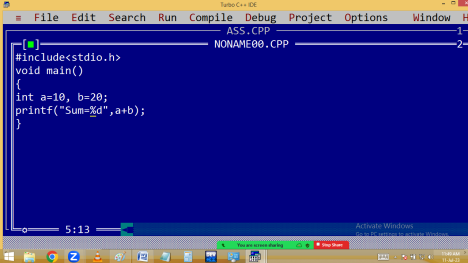 Turbo C++ IDE
≡ File Edit Search Run Compile Debug Project Options Window H
ASS.CPP 1
[■] NONAME00.CPP 2
#include<stdio.h>
void main()
{
int a=10, b=20;
printf("Sum=%d",a+b);
}
5:13
Activate Windows
Go to PC settings to activate Windows.
You are screen sharing Stop Share